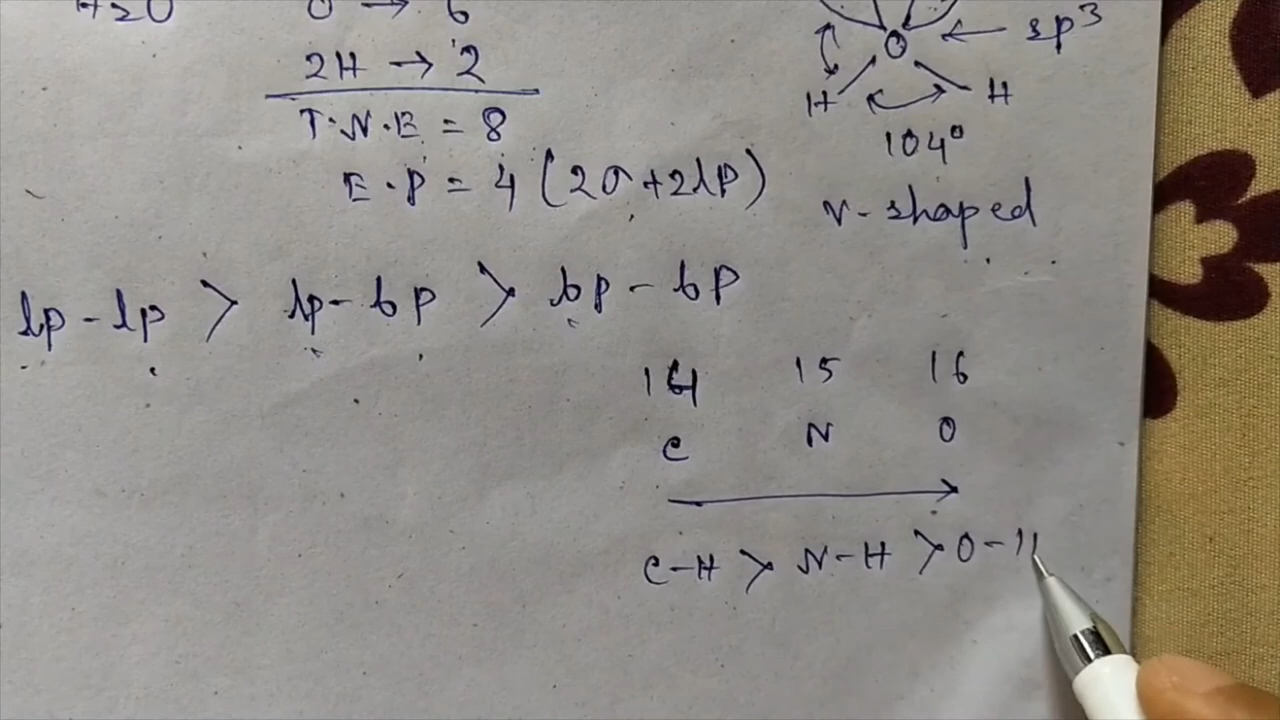 H2O O → 6
2H → 2
T.N.E = 8
E.P = 4 (2σ+2lp)
O ← sp³
H H
104°
v-shaped
lp-lp > lp-bp > bp-bp
14 15 16
C N O
→
C-H > N-H > O-H